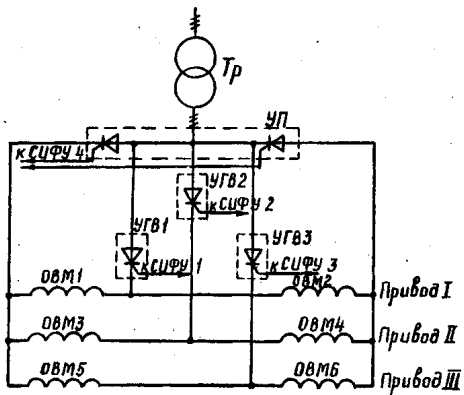 Тр
УП
к СИФУ 4
УГВ2
к СИФУ 2
УГВ1
УГВ3
к СИФУ 1
к СИФУ 3
ОВМ1
ОВМ2
Привод I
ОВМ3
ОВМ4
Привод II
ОВМ5
ОВМ6
Привод III